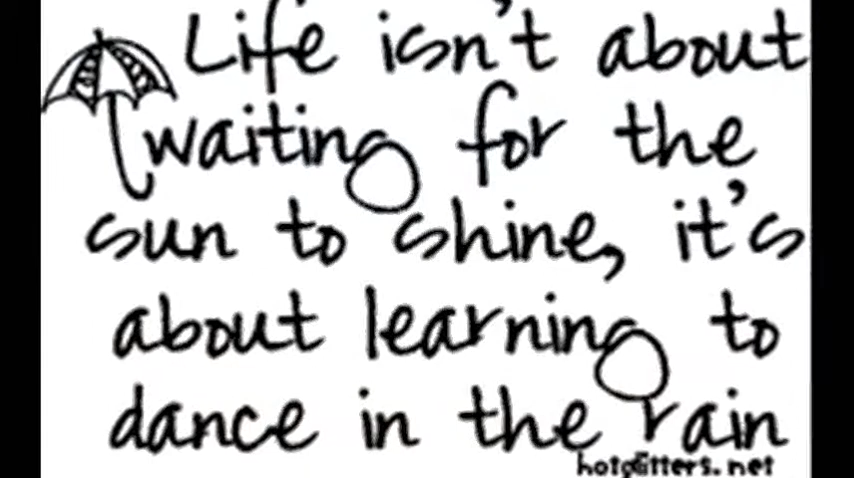 Life isn't about
waiting for the
sun to shine, it's
about learning to
dance in the rain
hotglitters.net